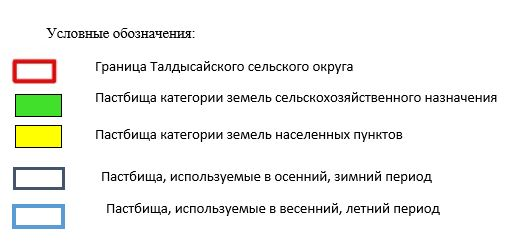 Условные обозначения:
Граница Талдысайского сельского округа
Пастбища категории земель сельскохозяйственного назначения
Пастбища категории земель населенных пунктов
Пастбища, используемые в осенний, зимний период
Пастбища, используемые в весенний, летний период